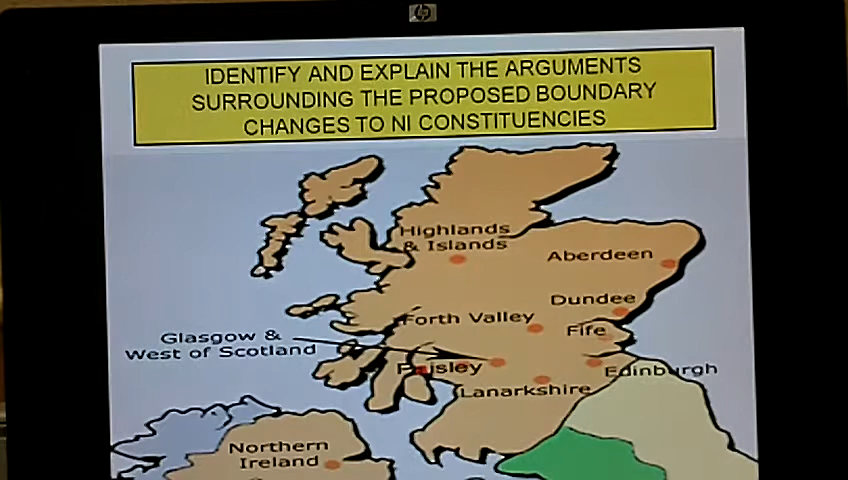 hp
IDENTIFY AND EXPLAIN THE ARGUMENTS
SURROUNDING THE PROPOSED BOUNDARY
CHANGES TO NI CONSTITUENCIES
Highlands
& Islands
Aberdeen
Dundee
Forth Valley
Fife
Glasgow &
West of Scotland
Paisley
Edinburgh
Lanarkshire
Northern
Ireland